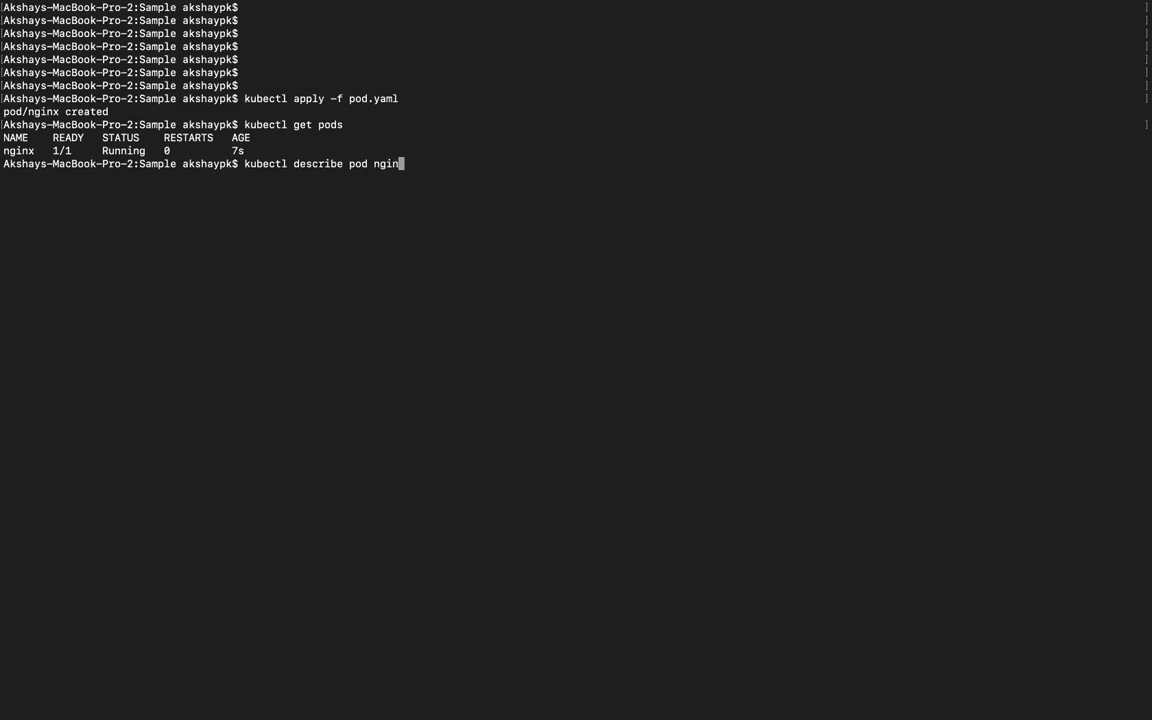 [Akshays-MacBook-Pro-2:Sample akshaypk$ ]
[Akshays-MacBook-Pro-2:Sample akshaypk$
[Akshays-MacBook-Pro-2:Sample akshaypk$
[Akshays-MacBook-Pro-2:Sample akshaypk$
[Akshays-MacBook-Pro-2:Sample akshaypk$
[Akshays-MacBook-Pro-2:Sample akshaypk$
[Akshays-MacBook-Pro-2:Sample akshaypk$
[Akshays-MacBook-Pro-2:Sample akshaypk$ kubectl apply -f pod.yaml ]
pod/nginx created
[Akshays-MacBook-Pro-2:Sample akshaypk$ kubectl get pods ]
NAME READY STATUS RESTARTS AGE
nginx 1/1 Running 0 7s
Akshays-MacBook-Pro-2:Sample akshaypk$ kubectl describe pod ngin